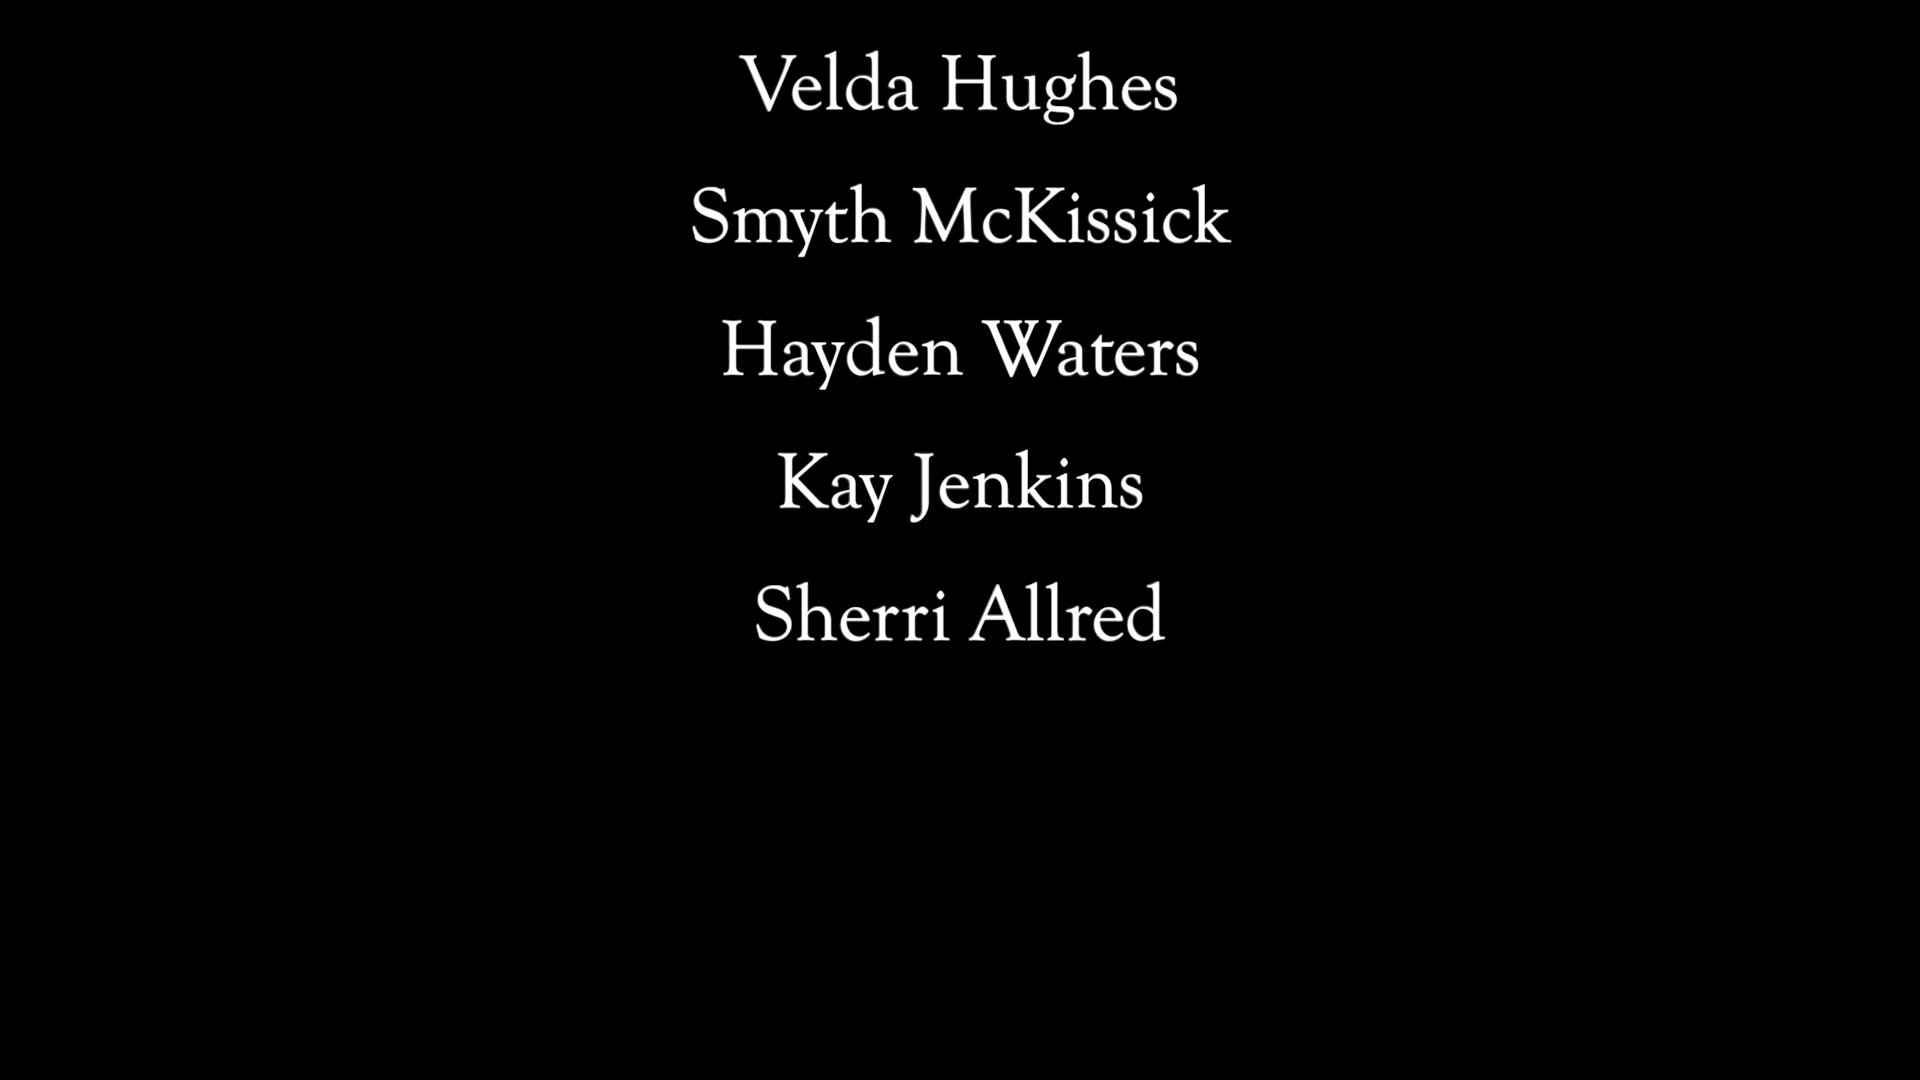 Velda Hughes
Smyth McKissick
Hayden Waters
Kay Jenkins
Sherri Allred